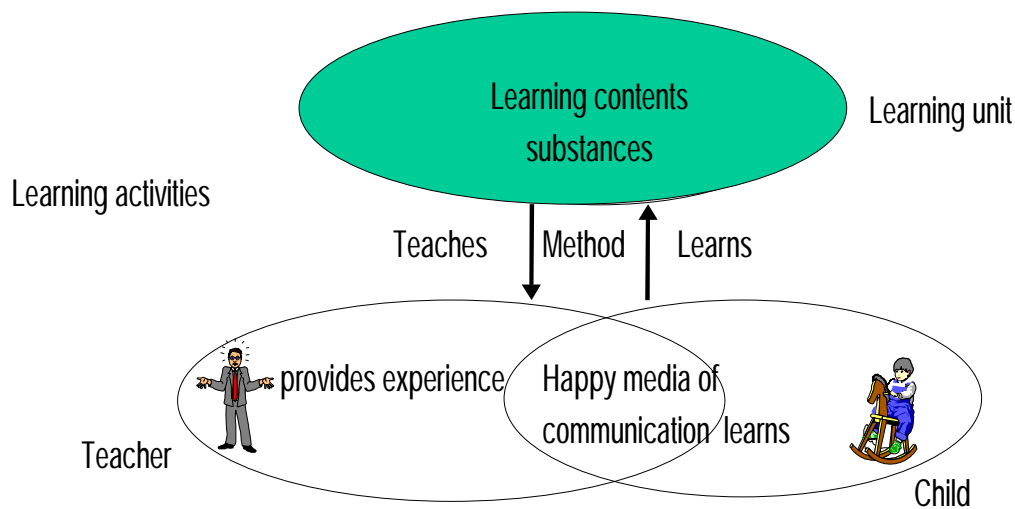 Learning contents
substances
Learning unit
Learning activities
Teaches Method Learns
provides experience Happy media of
communication learns
Teacher
Child